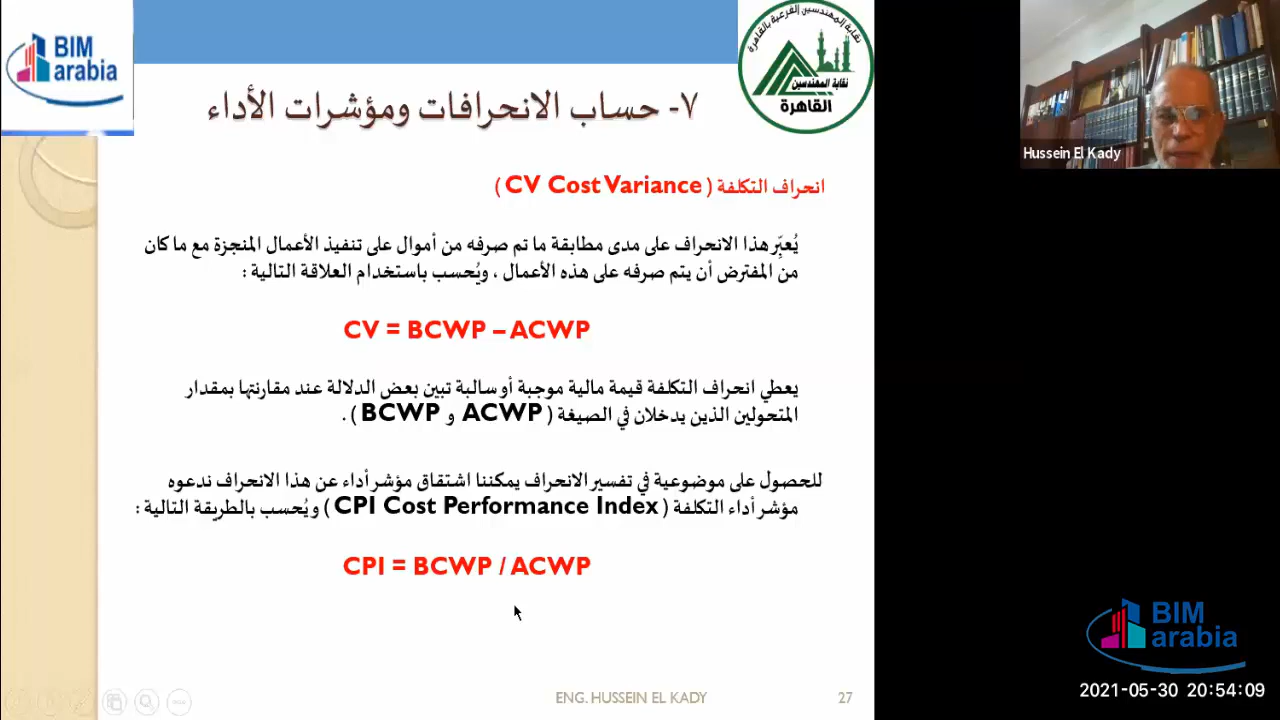 BIM
arabia
نقابة المهندسين الفرعية بالقاهرة
نقابة المهندسين
القاهرة
٧- حساب الانحرافات ومؤشرات الأداء
انحراف التكلفة ( CV Cost Variance )
يُعبِّر هذا الانحراف على مدى مطابقة ما تم صرفه من أموال على تنفيذ الأعمال المنجزة مع ما كان
من المفترض أن يتم صرفه على هذه الأعمال ، ويُحسب باستخدام العلاقة التالية :
CV = BCWP – ACWP
يعطي انحراف التكلفة قيمة مالية موجبة أو سالبة تبين بعض الدلالة عند مقارنتها بمقدار
المتحولين الذين يدخلان في الصيغة ( ACWP و BCWP ) .
للحصول على موضوعية في تفسير الانحراف يمكننا اشتقاق مؤشر أداء عن هذا الانحراف ندعوه
مؤشر أداء التكلفة ( CPI Cost Performance Index ) ويُحسب بالطريقة التالية :
CPI = BCWP / ACWP
ENG. HUSSEIN EL KADY
27
Hussein El Kady
BIM
arabia
2021-05-30 20:54:09